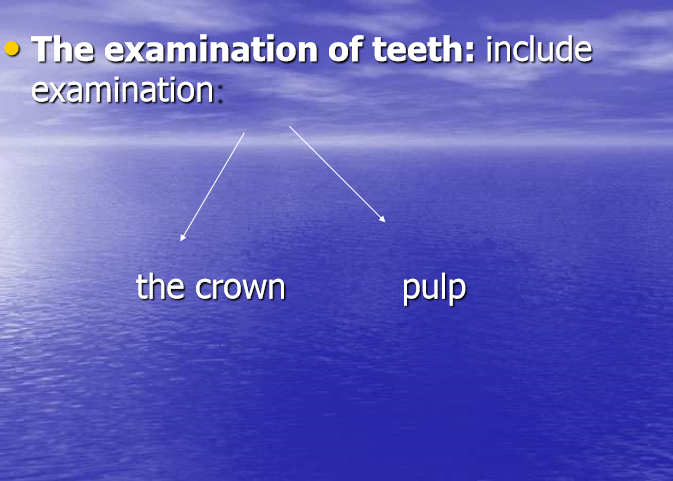 • The examination of teeth: include
examination:
the crown
pulp